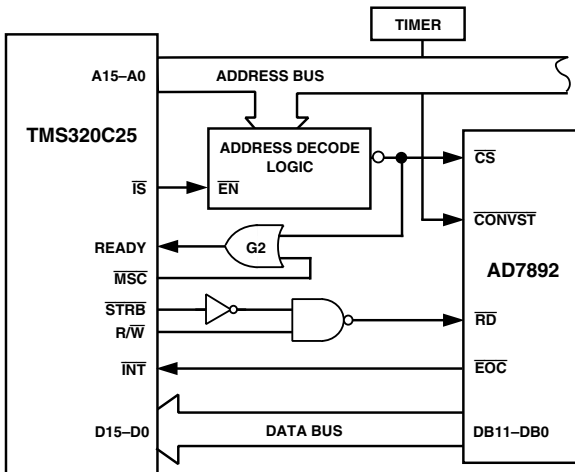 TIMER
A15–A0
ADDRESS BUS
TMS320C25
ADDRESS DECODE
LOGIC
EN
IS
CS
CONVST
READY
G2
AD7892
MSC
STRB
R/W
RD
INT
EOC
D15–D0
DATA BUS
DB11–DB0